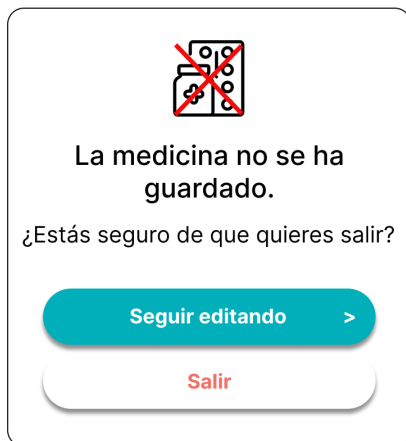 La medicina no se ha
guardado.
¿Estás seguro de que quieres salir?
Seguir editando >
Salir